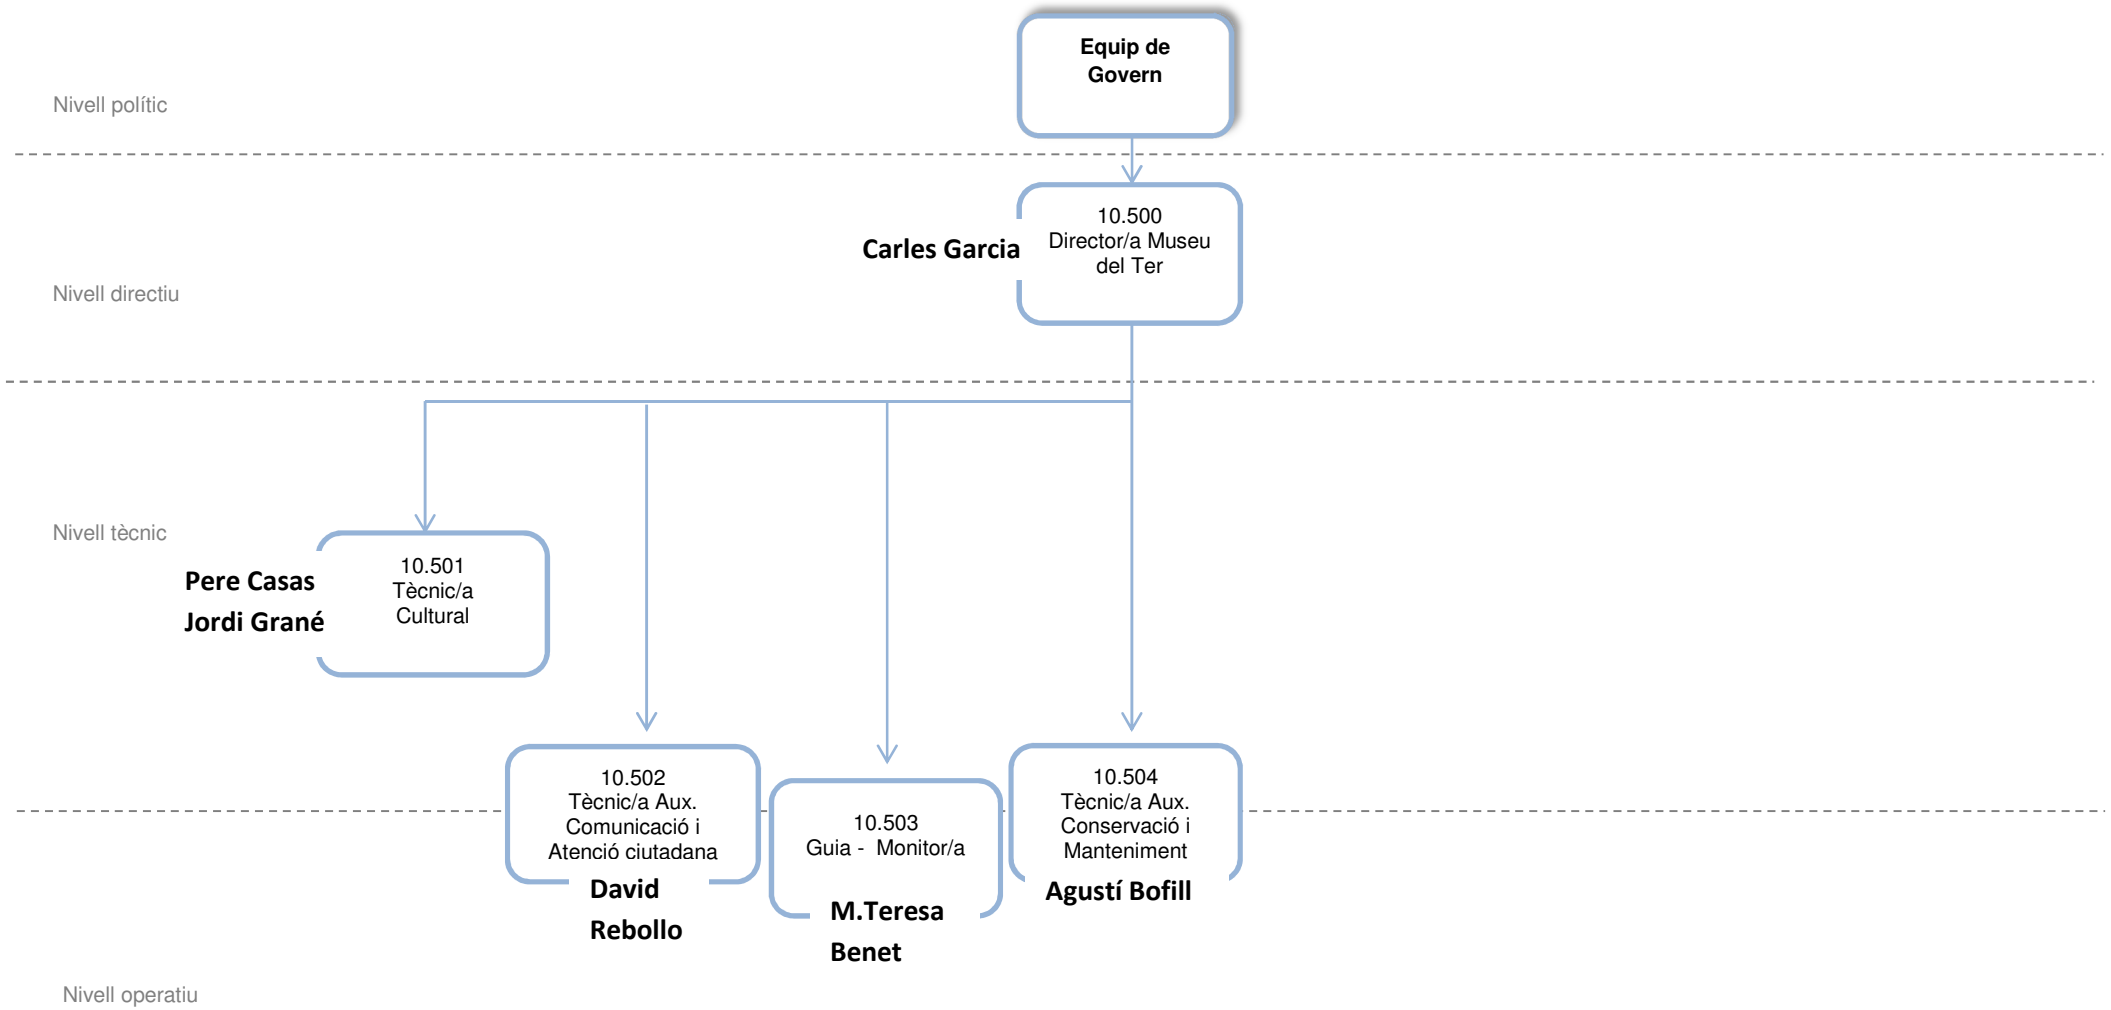 Equip de
Govern
Nivell polític
10.500
Director/a Museu
del Ter
Carles Garcia
Nivell directiu
Nivell tècnic
10.501
Tècnic/a
Cultural
Pere Casas
Jordi Grané
10.502
Tècnic/a Aux.
Comunicació i
Atenció ciutadana
David
Rebollo
10.503
Guia - Monitor/a
M.Teresa
Benet
10.504
Tècnic/a Aux.
Conservació i
Manteniment
Agustí Bofill
Nivell operatiu